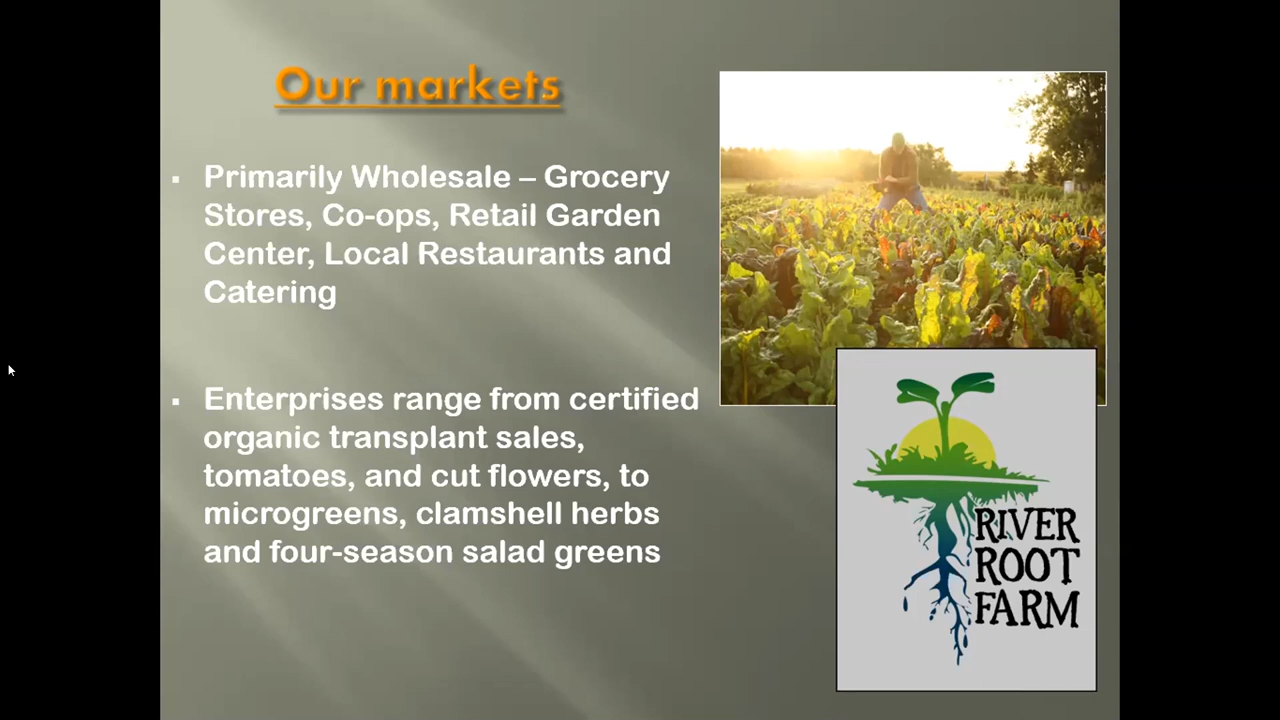 Our markets
▪ Primarily Wholesale – Grocery
Stores, Co-ops, Retail Garden
Center, Local Restaurants and
Catering
▪ Enterprises range from certified
organic transplant sales,
tomatoes, and cut flowers, to
microgreens, clamshell herbs
and four-season salad greens
RIVER
ROOT
FARM